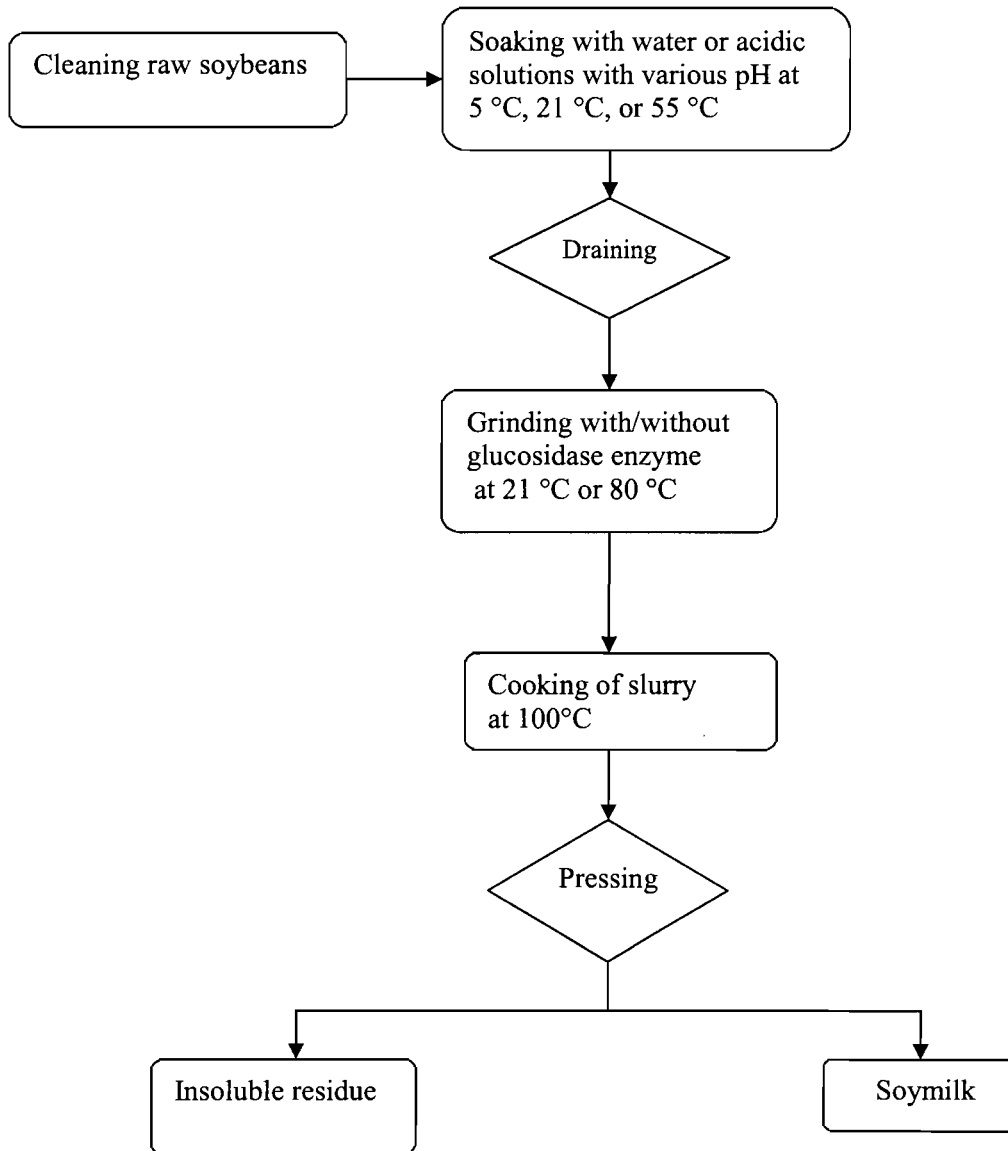 Cleaning raw soybeans
Soaking with water or acidic
solutions with various pH at
5 °C, 21 °C, or 55 °C
Draining
Grinding with/without
glucosidase enzyme
at 21 °C or 80 °C
Cooking of slurry
at 100°C
Pressing
Insoluble residue
Soymilk